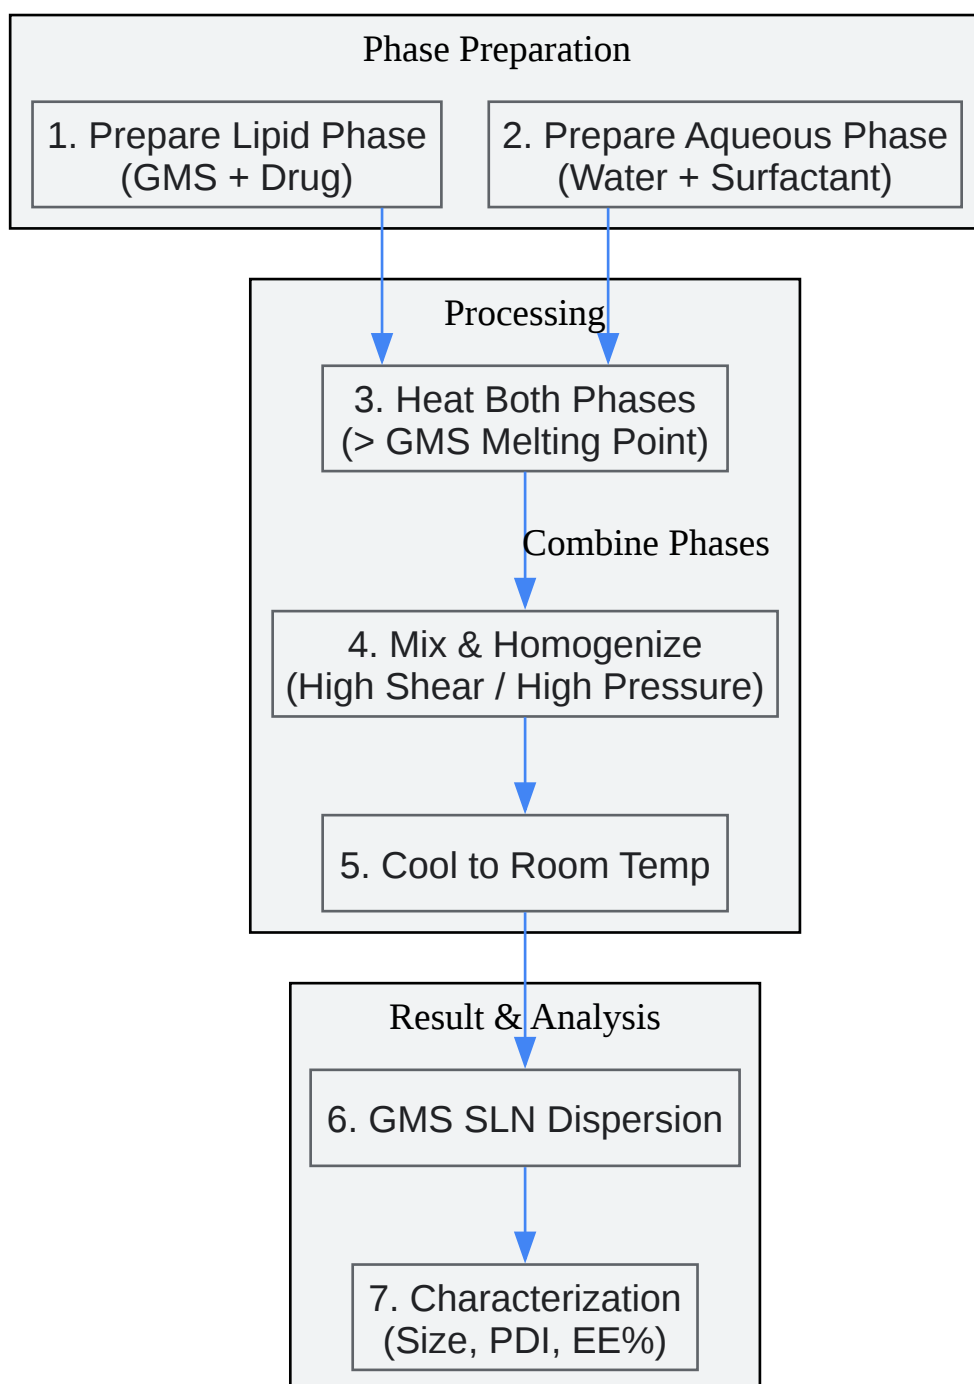 Phase Preparation
1. Prepare Lipid Phase
(GMS + Drug)
2. Prepare Aqueous Phase
(Water + Surfactant)
Processing
3. Heat Both Phases
(> GMS Melting Point)
Combine Phases
4. Mix & Homogenize
(High Shear / High Pressure)
5. Cool to Room Temp
Result & Analysis
6. GMS SLN Dispersion
7. Characterization
(Size, PDI, EE%)